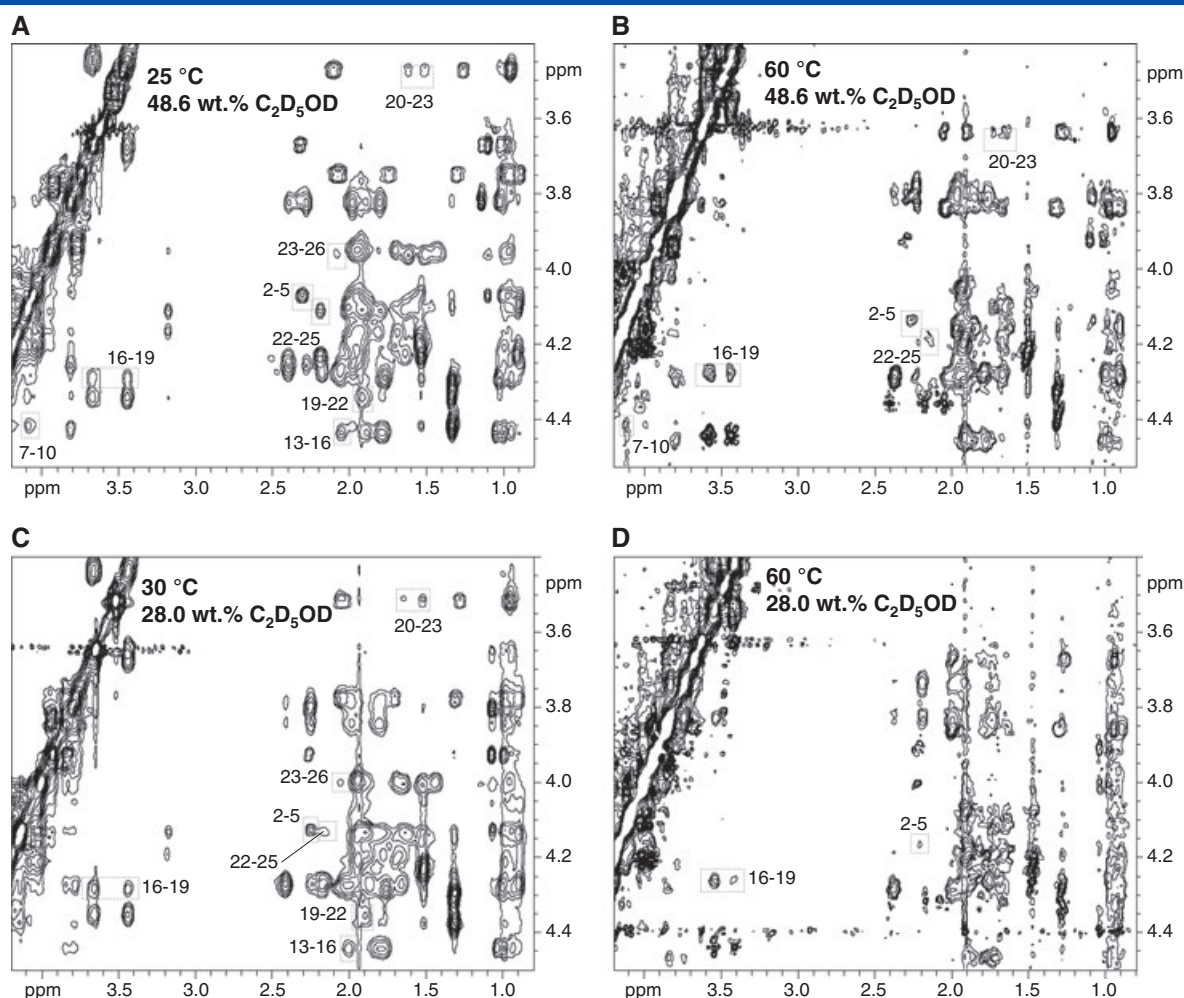 A
25 °C
48.6 wt.% C₂D₅OD
ppm
20-23
3.6
3.8
23-26
4.0
2-5
22-25
4.2
16-19
19-22
4.4
13-16
7-10
ppm 3.5 3.0 2.5 2.0 1.5 1.0
B
60 °C
48.6 wt.% C₂D₅OD
ppm
3.6
20-23
3.8
4.0
2-5
4.2
16-19
22-25
4.4
7-10
ppm 3.5 3.0 2.5 2.0 1.5 1.0
C
30 °C
28.0 wt.% C₂D₅OD
ppm
20-23
3.6
3.8
23-26
4.0
2-5
22-25
4.2
16-19
19-22
4.4
13-16
ppm 3.5 3.0 2.5 2.0 1.5 1.0
D
60 °C
28.0 wt.% C₂D₅OD
ppm
3.6
3.8
4.0
2-5
4.2
16-19
4.4
ppm 3.5 3.0 2.5 2.0 1.5 1.0